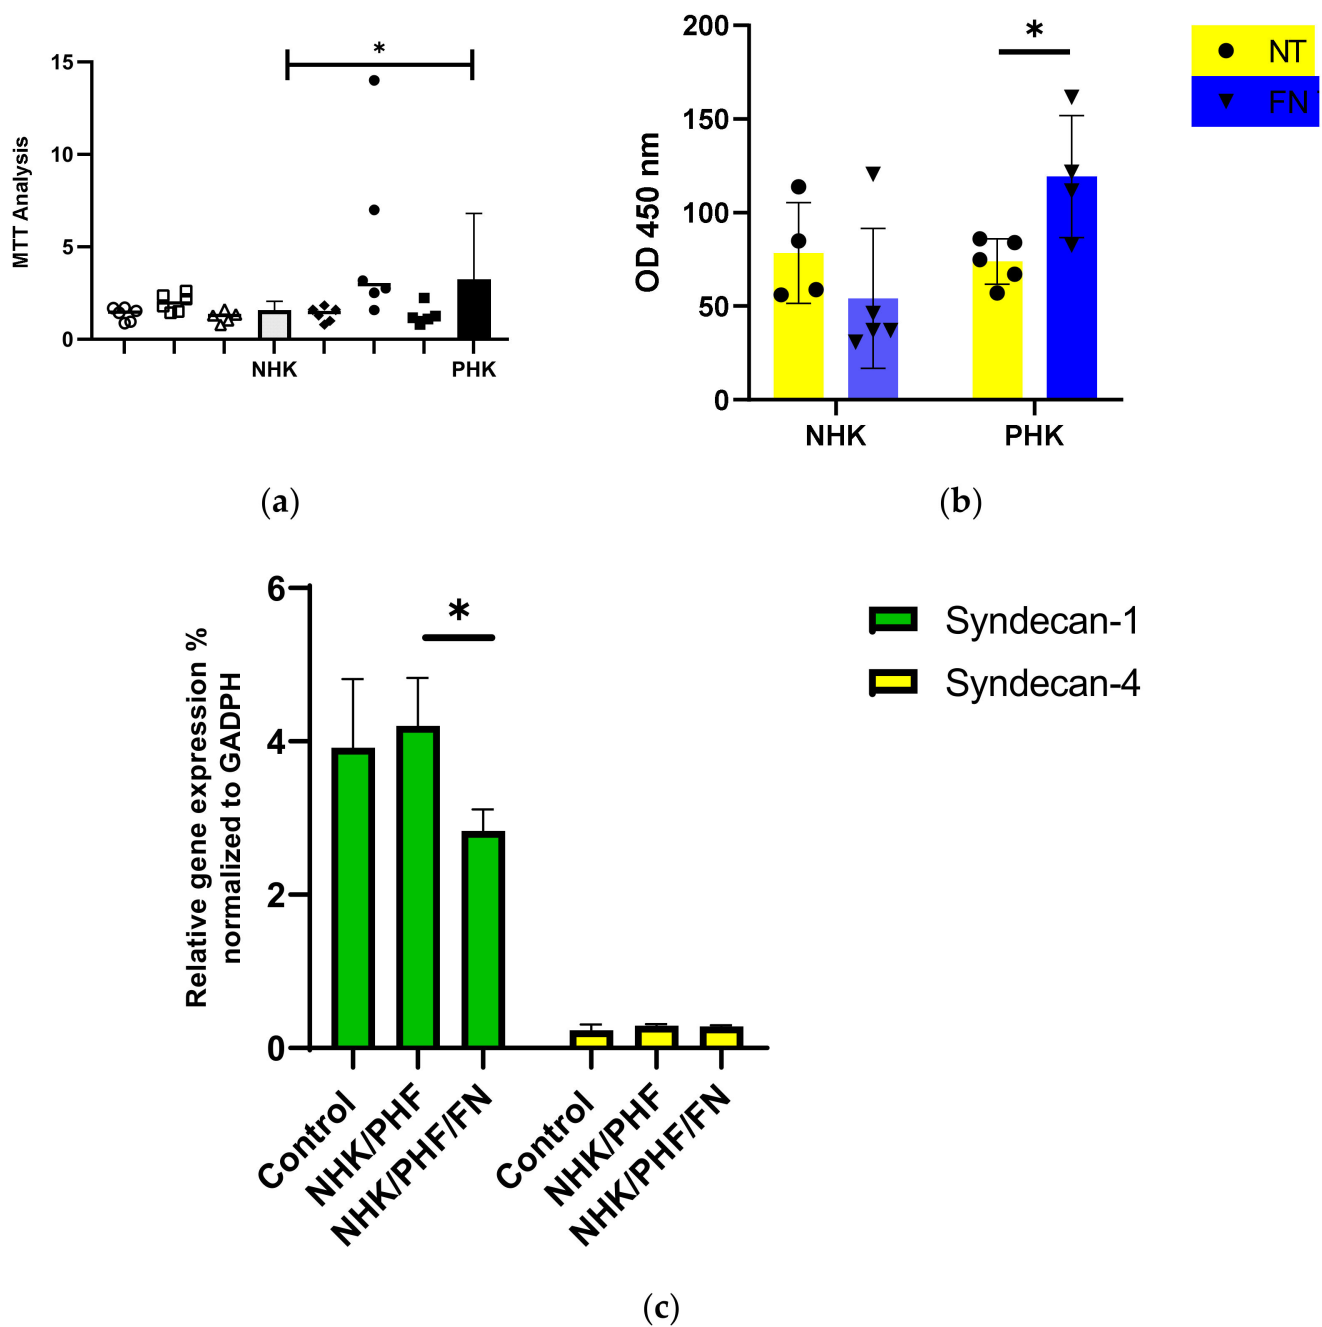 15
10
5
0
MTT Analysis
*
NHK
PHK
(a)
200
150
100
50
0
OD 450 nm
*
NHK
PHK
NT
FN
(b)
6
4
2
0
Relative gene expression %
normalized to GADPH
*
Control
NHK/PHF
NHK/PHF/FN
Control
NHK/PHF
NHK/PHF/FN
Syndecan-1
Syndecan-4
(c)